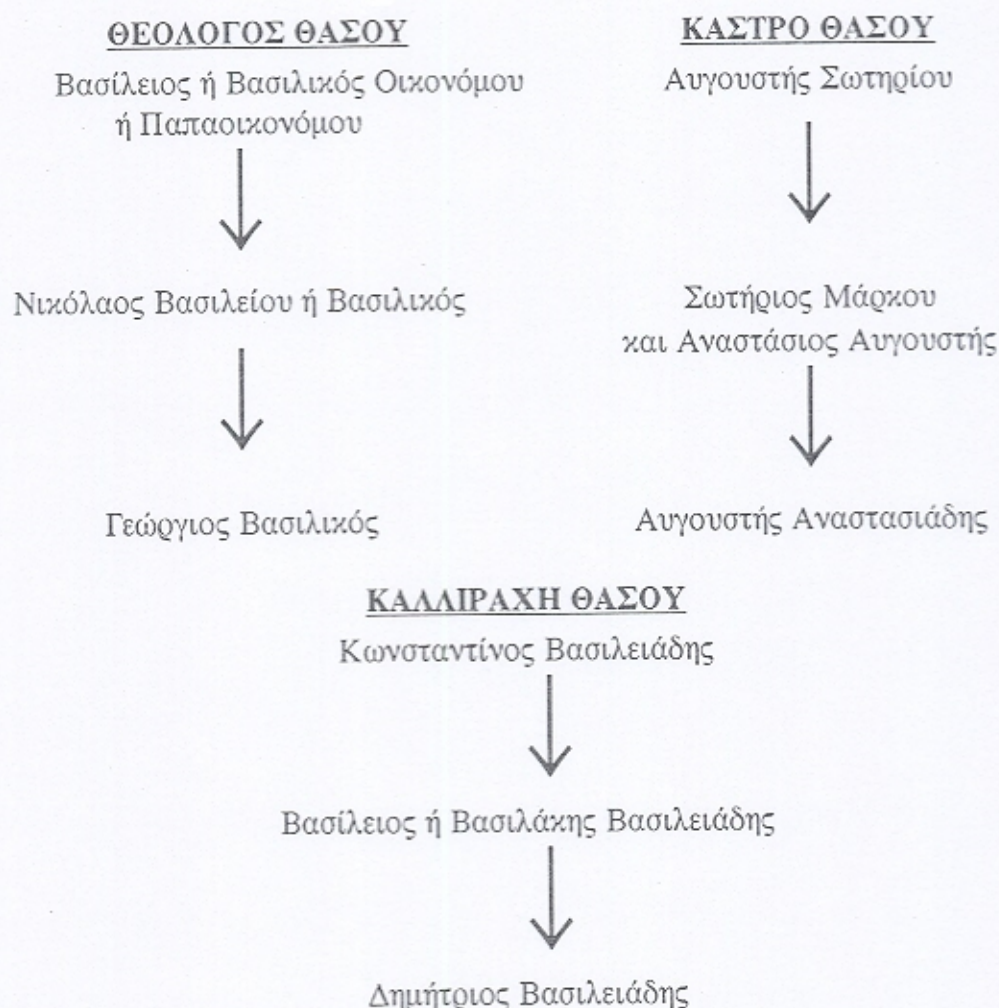 ΘΕΟΛΟΓΟΣ ΘΑΣΟΥ
Βασίλειος ή Βασιλικός Οικονόμου
ή Παπαοικονόμου
Νικόλαος Βασιλείου ή Βασιλικός
Γεώργιος Βασιλικός
ΚΑΣΤΡΟ ΘΑΣΟΥ
Αυγουστής Σωτηρίου
Σωτήριος Μάρκου
και Αναστάσιος Αυγουστής
Αυγουστής Αναστασιάδης
ΚΑΛΛΙΡΑΧΗ ΘΑΣΟΥ
Κωνσταντίνος Βασιλειάδης
Βασίλειος ή Βασιλάκης Βασιλειάδης
Δημήτριος Βασιλειάδης